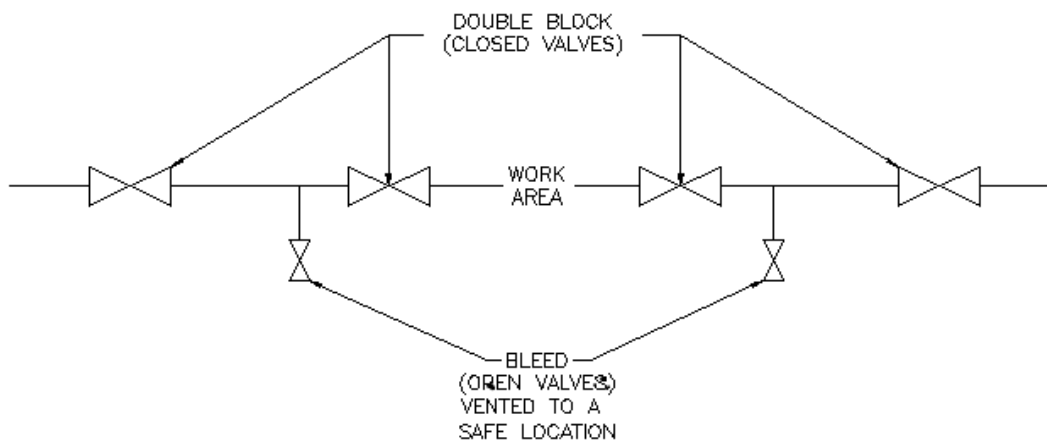 DOUBLE BLOCK
(CLOSED VALVES)
WORK
AREA
BLEED
(OPEN VALVES)
VENTED TO A
SAFE LOCATION